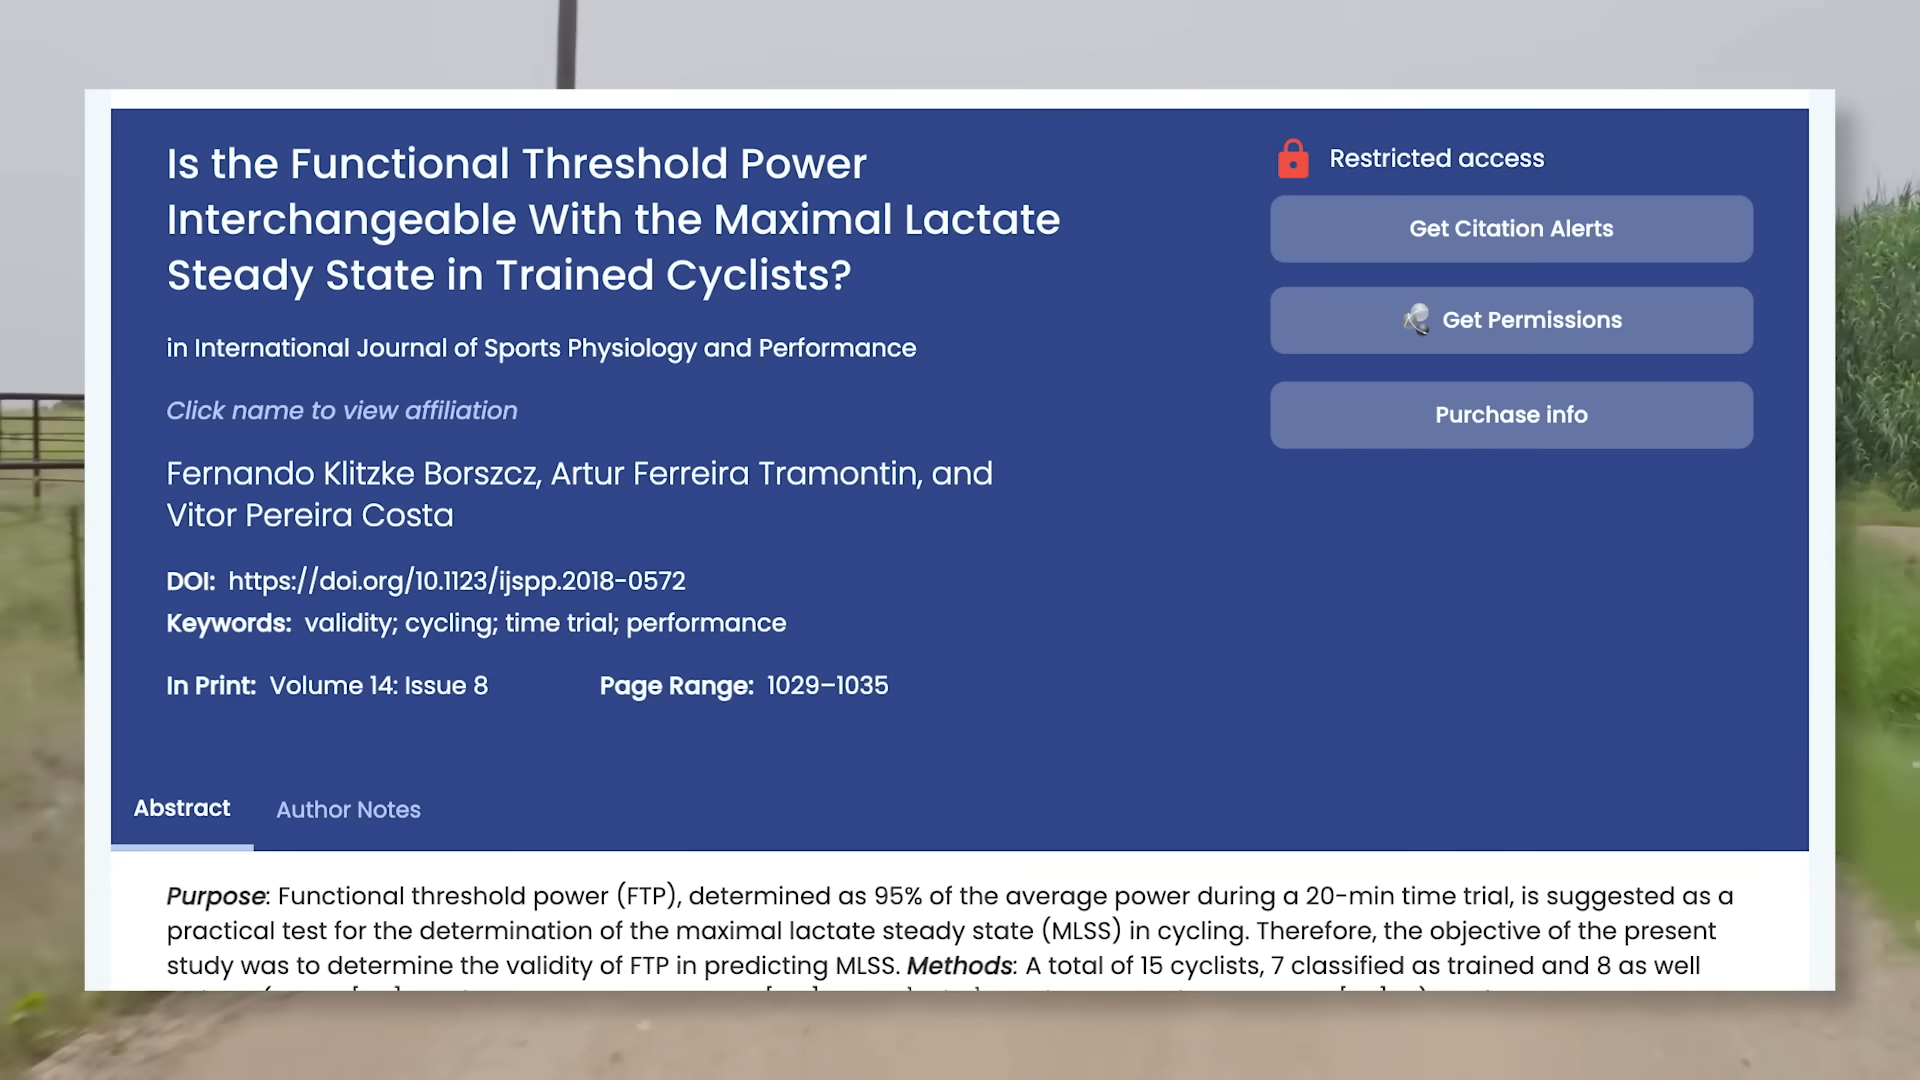 Is the Functional Threshold Power
Interchangeable With the Maximal Lactate
Steady State in Trained Cyclists?
in International Journal of Sports Physiology and Performance
Click name to view affiliation
Fernando Klitzke Borszcz, Artur Ferreira Tramontin, and
Vitor Pereira Costa
DOI: https://doi.org/10.1123/ijspp.2018-0572
Keywords: validity; cycling; time trial; performance
In Print: Volume 14: Issue 8 Page Range: 1029–1035
Restricted access
Get Citation Alerts
Get Permissions
Purchase info
Abstract Author Notes
Purpose: Functional threshold power (FTP), determined as 95% of the average power during a 20-min time trial, is suggested as a
practical test for the determination of the maximal lactate steady state (MLSS) in cycling. Therefore, the objective of the present
study was to determine the validity of FTP in predicting MLSS. Methods: A total of 15 cyclists, 7 classified as trained and 8 as well